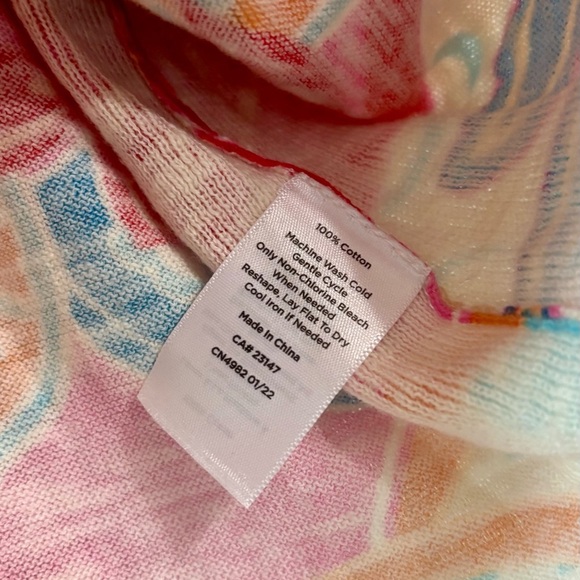 100% Cotton
Machine Wash Cold
Gentle Cycle
Only Non-Chlorine Bleach
When Needed
Reshape, Lay Flat To Dry
Cool Iron If Needed
Made in China
CA# 23147
CN4982 01/22